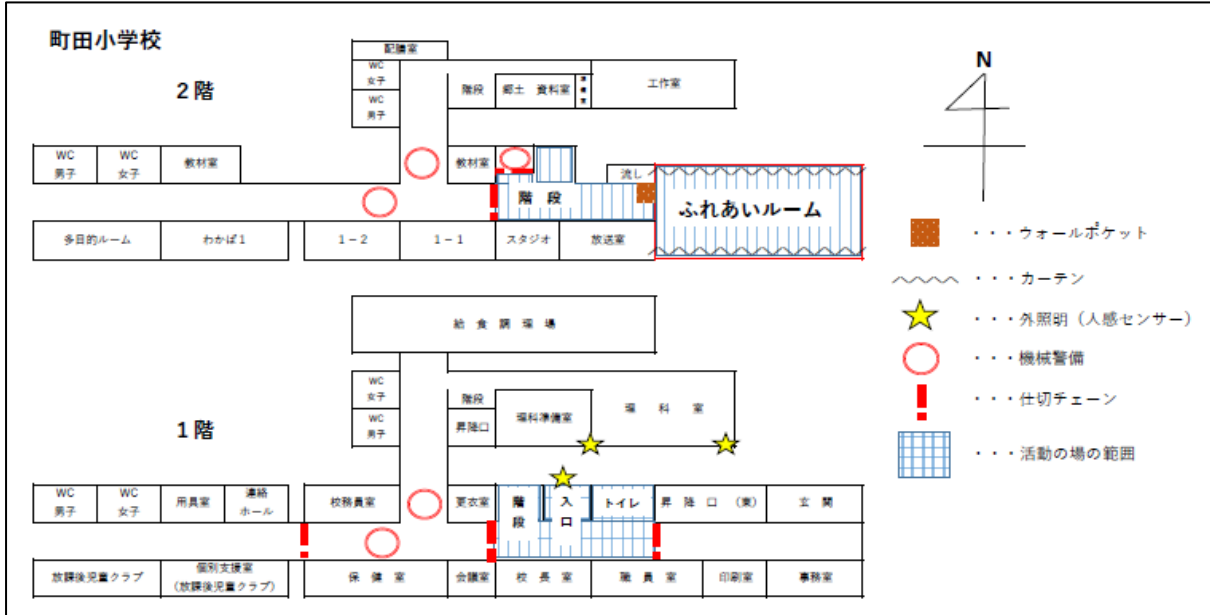 町田小学校
2階
配膳室
WC
女子
WC
男子
階段
郷土 資料室
工作室
WC
男子
WC
女子
教材室
教材室
流し
階 段
ふれあいルーム
多目的ルーム
わかば1
1-2
1-1
スタジオ
放送室
N
・・・ウォールポケット
・・・カーテン
・・・外照明(人感センサー)
・・・機械警備
・・・仕切チェーン
・・・活動の場の範囲
給 食 調 理 場
1階
WC
女子
WC
男子
階段
昇降口
理科準備室
理 科 室
WC
男子
WC
女子
用具室
連絡
ホール
校務員室
更衣室
階
段
入
口
トイレ
昇 降 口 (東)
玄 関
放課後児童クラブ
個別支援室
(放課後児童クラブ)
保 健 室
会議室
校 長 室
職 員 室
印刷室
事務室